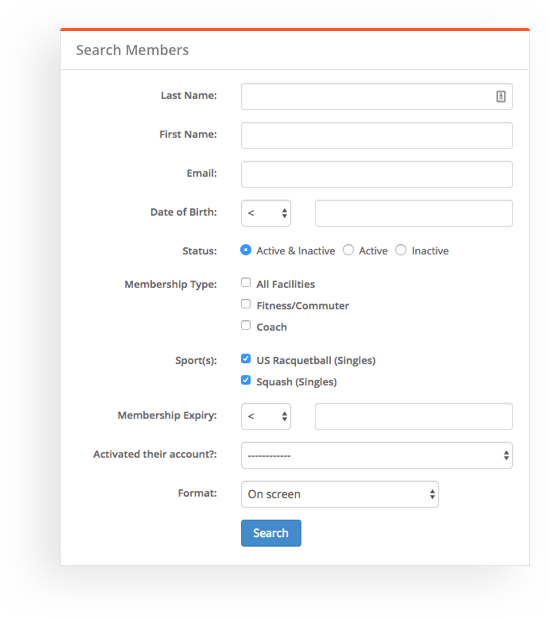 Search Members
Last Name:
First Name:
Email:
Date of Birth: <
Status: Active & Inactive Active Inactive
Membership Type: All Facilities
Fitness/Commuter
Coach
Sport(s): US Racquetball (Singles)
Squash (Singles)
Membership Expiry: <
Activated their account?: ------------
Format: On screen
Search